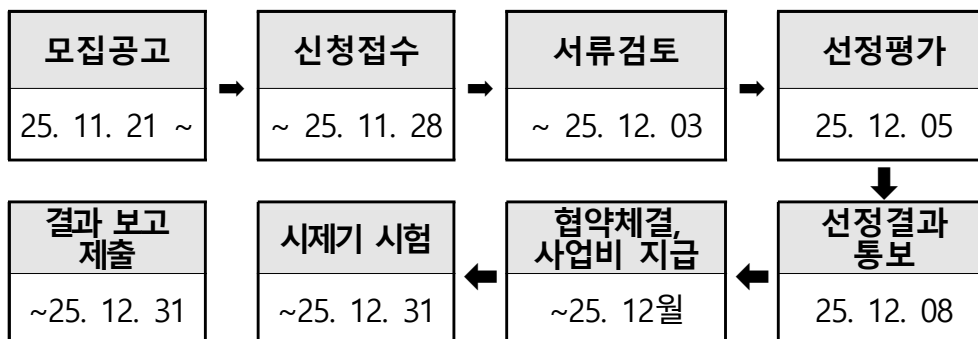 모집공고
25. 11. 21 ~
신청접수
~ 25. 11. 28
서류검토
~ 25. 12. 03
선정평가
25. 12. 05
선정결과
통보
25. 12. 08
협약체결,
사업비 지급
~25. 12월
시제기 시험
~25. 12. 31
결과 보고
제출
~25. 12. 31